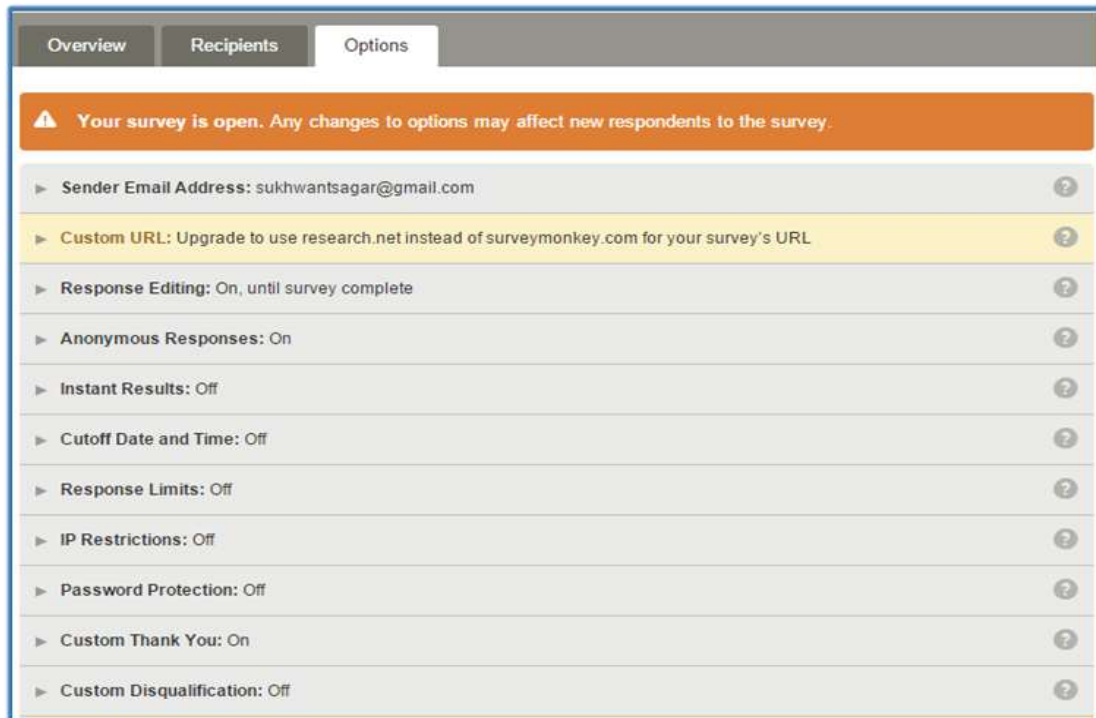 Overview Recipients Options
Your survey is open. Any changes to options may affect new respondents to the survey.
Sender Email Address: sukhwantsagar@gmail.com
Custom URL: Upgrade to use research.net instead of surveymonkey.com for your survey's URL
Response Editing: On, until survey complete
Anonymous Responses: On
Instant Results: Off
Cutoff Date and Time: Off
Response Limits: Off
IP Restrictions: Off
Password Protection: Off
Custom Thank You: On
Custom Disqualification: Off